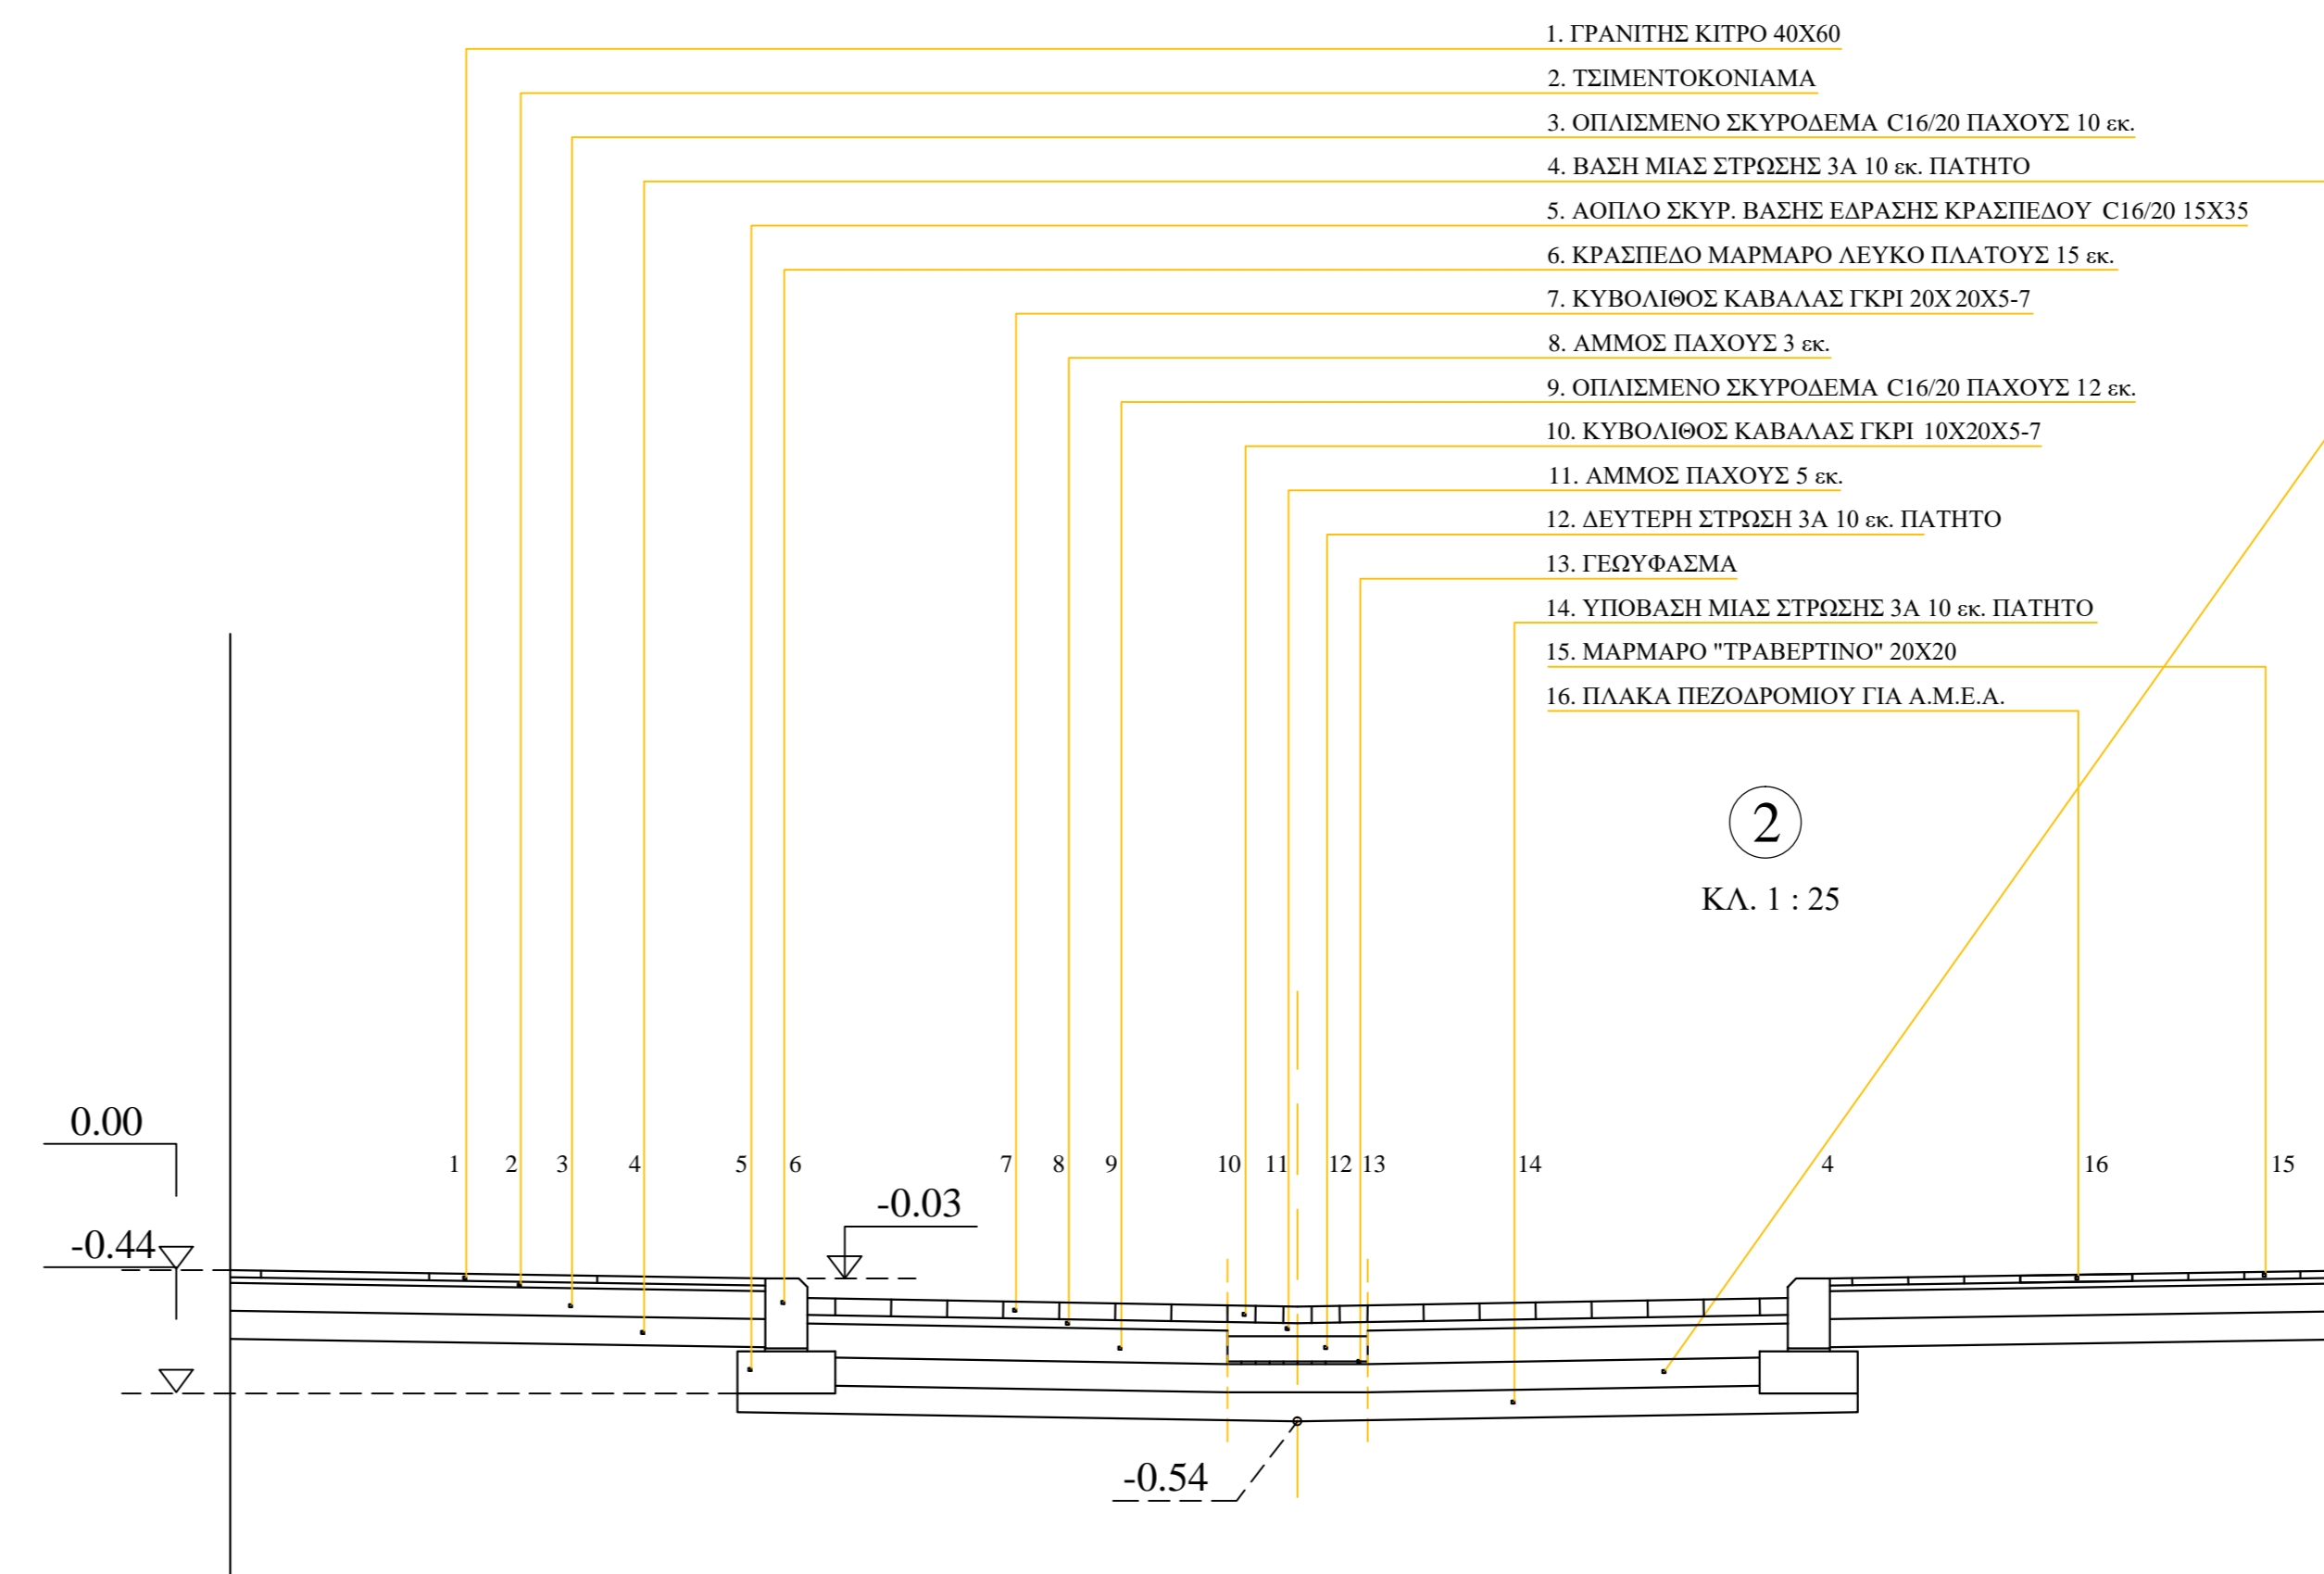 1. ΓΡΑΝΙΤΗΣ ΚΙΤΡΟ 40Χ60
2. ΤΣΙΜΕΝΤΟΚΟΝΙΑΜΑ
3. ΟΠΛΙΣΜΕΝΟ ΣΚΥΡΟΔΕΜΑ C16/20 ΠΑΧΟΥΣ 10 εκ.
4. ΒΑΣΗ ΜΙΑΣ ΣΤΡΩΣΗΣ 3Α 10 εκ. ΠΑΤΗΤΟ
5. ΑΟΠΛΟ ΣΚΥΡ. ΒΑΣΗΣ ΕΔΡΑΣΗΣ ΚΡΑΣΠΕΔΟΥ C16/20 15Χ35
6. ΚΡΑΣΠΕΔΟ ΜΑΡΜΑΡΟ ΛΕΥΚΟ ΠΛΑΤΟΥΣ 15 εκ.
7. ΚΥΒΟΛΙΘΟΣ ΚΑΒΑΛΑΣ ΓΚΡΙ 20Χ20Χ5-7
8. ΑΜΜΟΣ ΠΑΧΟΥΣ 3 εκ.
9. ΟΠΛΙΣΜΕΝΟ ΣΚΥΡΟΔΕΜΑ C16/20 ΠΑΧΟΥΣ 12 εκ.
10. ΚΥΒΟΛΙΘΟΣ ΚΑΒΑΛΑΣ ΓΚΡΙ 10Χ20Χ5-7
11. ΑΜΜΟΣ ΠΑΧΟΥΣ 5 εκ.
12. ΔΕΥΤΕΡΗ ΣΤΡΩΣΗ 3Α 10 εκ. ΠΑΤΗΤΟ
13. ΓΕΩΥΦΑΣΜΑ
14. ΥΠΟΒΑΣΗ ΜΙΑΣ ΣΤΡΩΣΗΣ 3Α 10 εκ. ΠΑΤΗΤΟ
15. ΜΑΡΜΑΡΟ "ΤΡΑΒΕΡΤΙΝΟ" 20Χ20
16. ΠΛΑΚΑ ΠΕΖΟΔΡΟΜΙΟΥ ΓΙΑ Α.Μ.Ε.Α.
2
ΚΛ. 1 : 25
0.00
1 2 3 4 5 6 7 8 9 10 11 12 13 14 4 16 15
-0.03
-0.44
-0.54